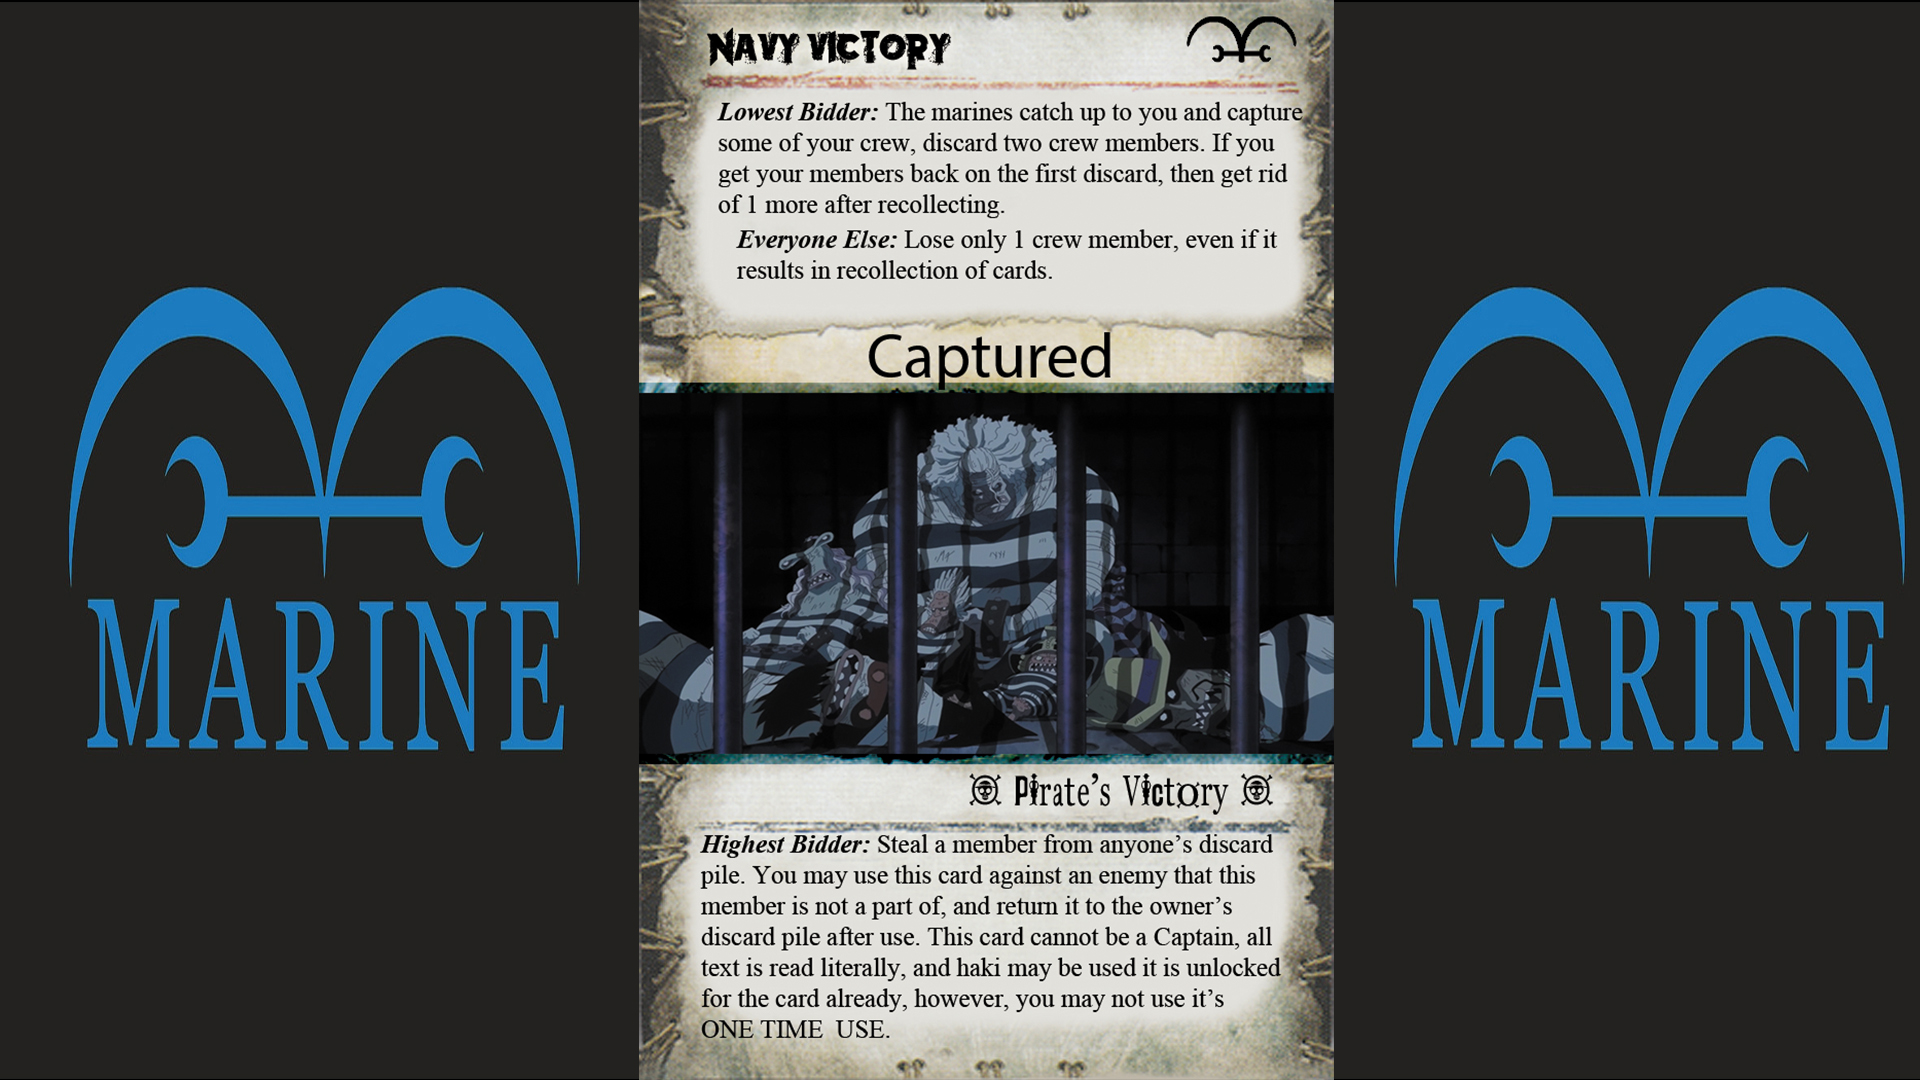 NAVY VICTORY
Lowest Bidder: The marines catch up to you and capture
some of your crew, discard two crew members. If you
get your members back on the first discard, then get rid
of 1 more after recollecting.
Everyone Else: Lose only 1 crew member, even if it
results in recollection of cards.
Captured
MARINE
MARINE
Pirate's Victory
Highest Bidder: Steal a member from anyone's discard
pile. You may use this card against an enemy that this
member is not a part of, and return it to the owner's
discard pile after use. This card cannot be a Captain, all
text is read literally, and haki may be used it is unlocked
for the card already, however, you may not use it's
ONE TIME USE.